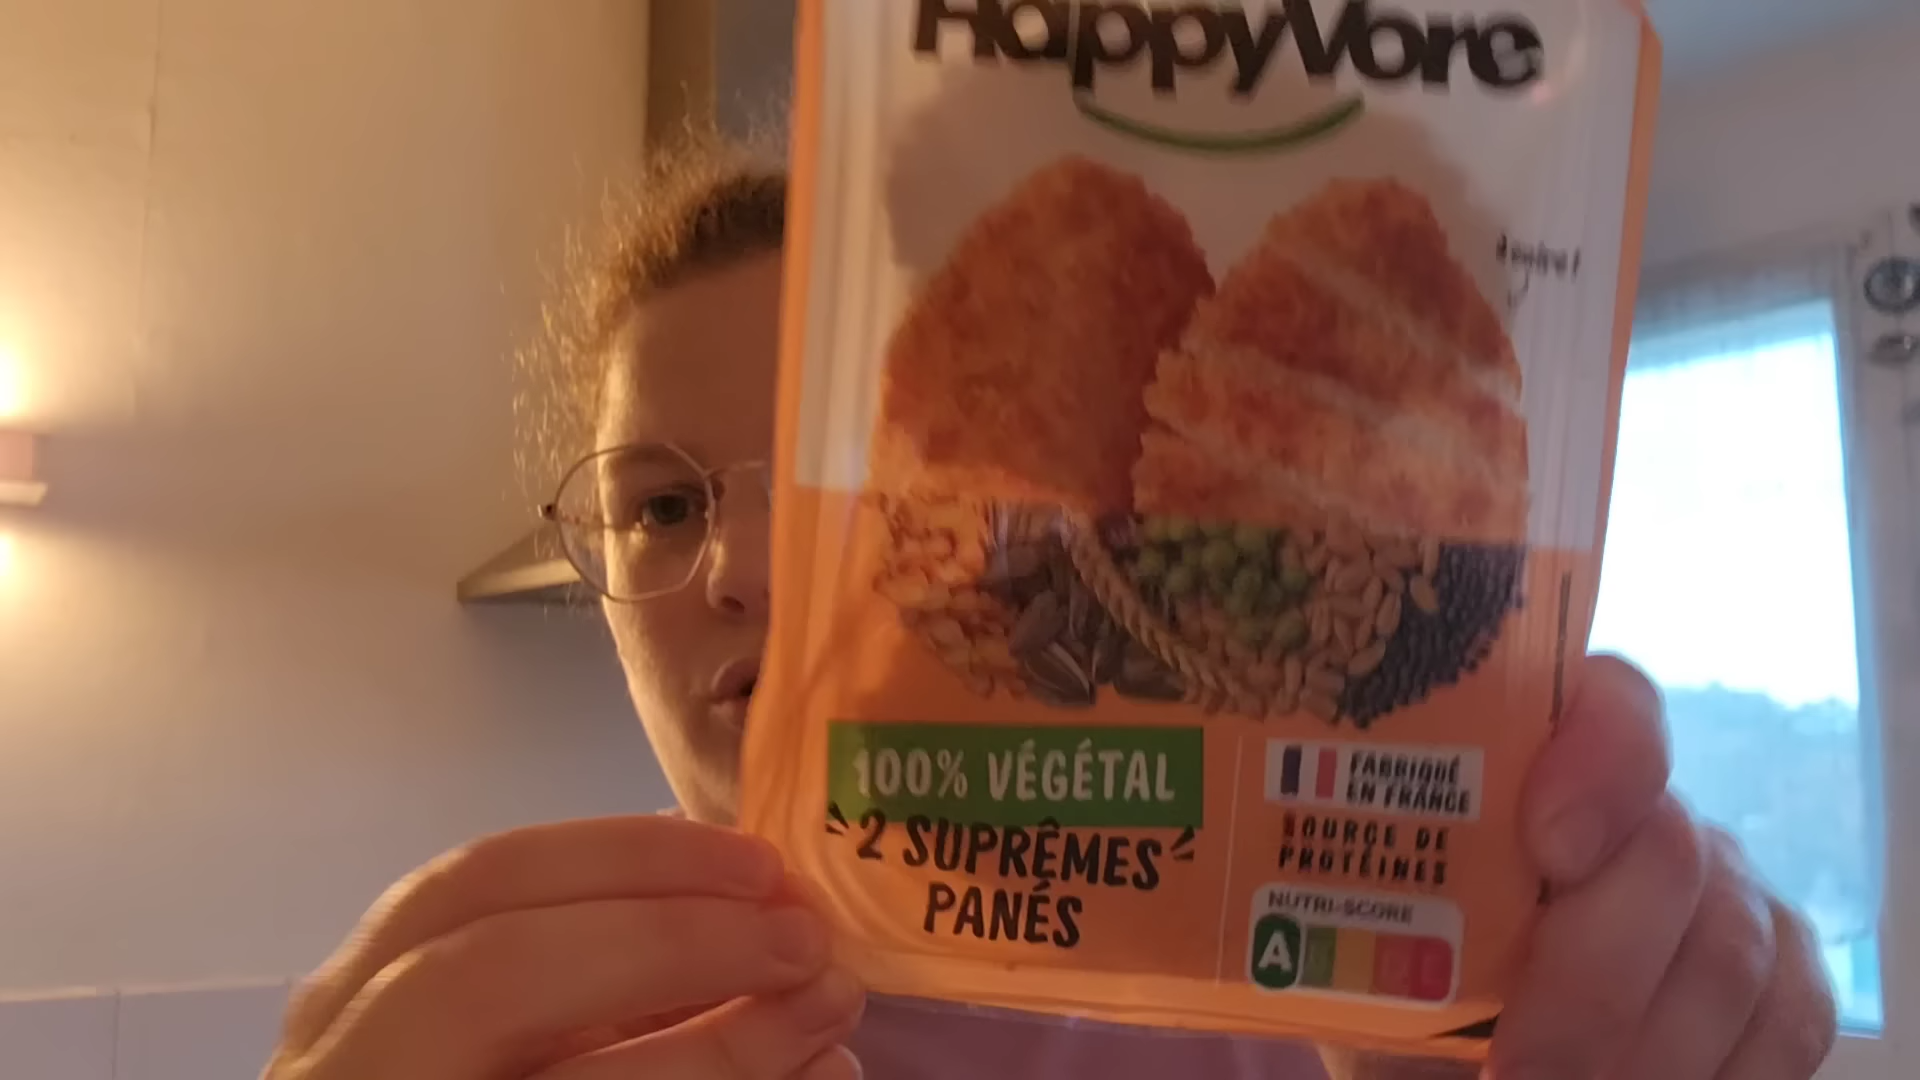 HappyVore
100% VÉGÉTAL
2 SUPRÊMES
PANÉS
FABRIQUÉ
EN FRANCE
SOURCE DE
PROTÉINES
NUTRI-SCORE
A